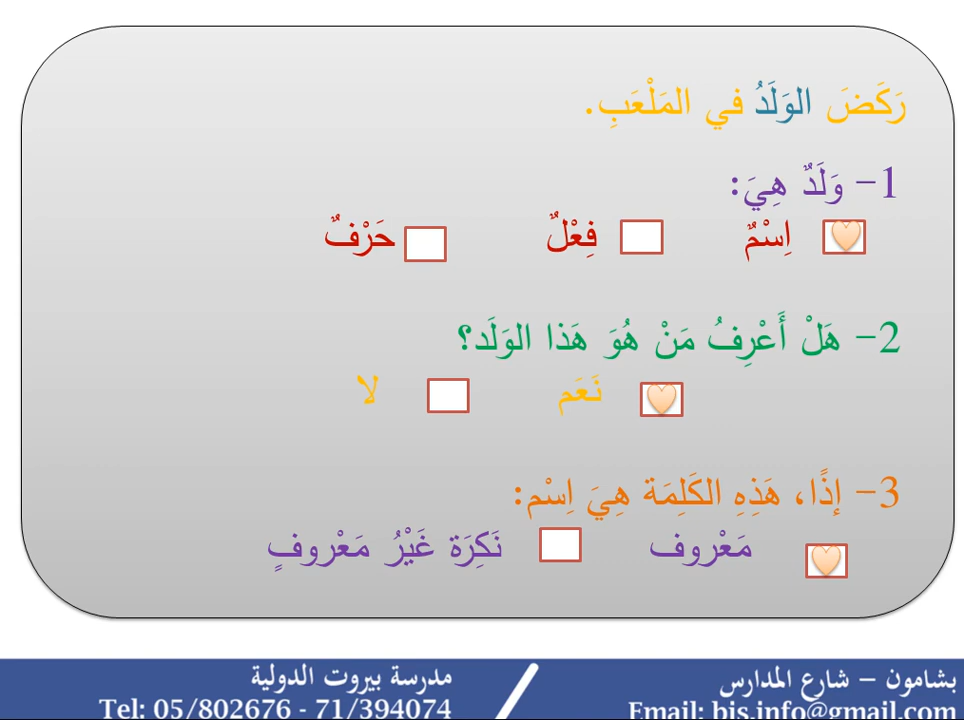 رَكَضَ الوَلَدُ في المَلْعَبِ.
1- وَلَدٌ هِيَ:
اِسْمٌ فِعْلٌ حَرْفٌ
2- هَلْ أَعْرِفُ مَنْ هُوَ هَذا الوَلَد؟
نَعَم لا
3- إِذًا، هَذِهِ الكَلِمَة هِيَ اِسْم:
مَعْروف نَكِرَة غَيْرُ مَعْروفٍ
بشامون – شارع المدارس
Email: bis.info@gmail.com
مدرسة بيروت الدولية
Tel: 05/802676 - 71/394074